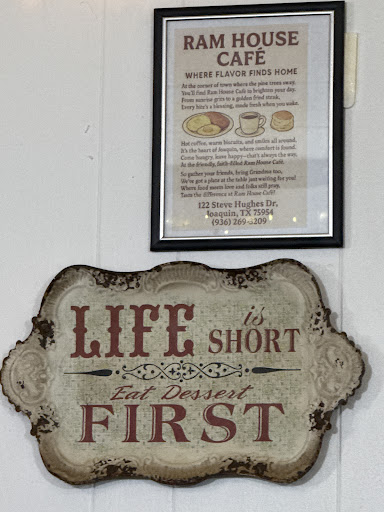 RAM HOUSE
CAFÉ
WHERE FLAVOR FINDS HOME
At the corner of town where the pine trees sway,
You'll find Ram House Cafe to brighten your day.
From sunrise grits to a golden fried steak,
Every bite's a blessing, made fresh when you wake.
Hot coffee, warm biscuits, and smiles all around,
It's the heart of Joaquin, where comfort is found.
Come hungry, leave happy—that's always the way,
At the friendly, faith-filled Ram House Café.
So gather your friends, bring Grandma too,
We've got a place at the table just waiting for you!
Where food meets love and folks still pray,
Taste the difference at Ram House Café!
122 Steve Hughes Dr.
Joaquin, TX 75954
(936) 269-3209
LIFE is SHORT
Eat Dessert
FIRST